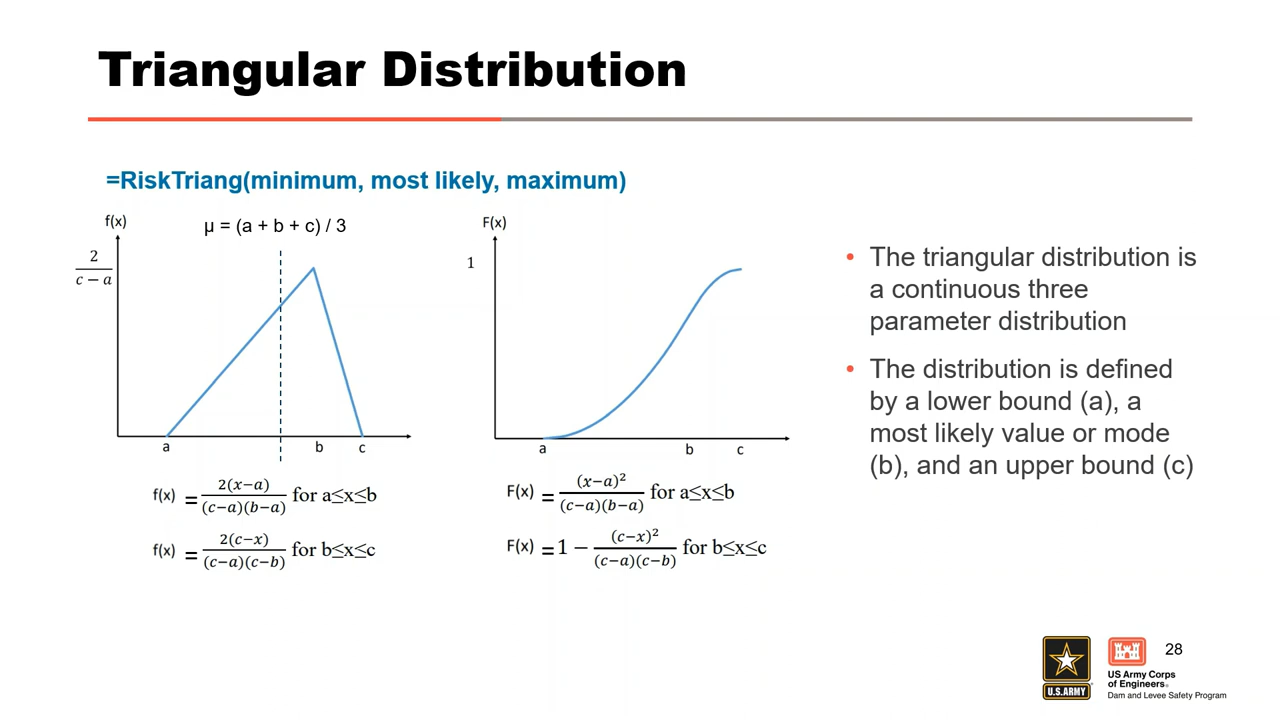 Triangular Distribution
=RiskTriang(minimum, most likely, maximum)
f(x)
μ = (a + b + c) / 3
2
c − a
a
b
c
f(x) = 2(x−a) / (c−a)(b−a) for a≤x≤b
f(x) = 2(c−x) / (c−a)(c−b) for b≤x≤c
F(x)
1
a
b
c
F(x) = (x−a)² / (c−a)(b−a) for a≤x≤b
F(x) = 1 − (c−x)² / (c−a)(c−b) for b≤x≤c
• The triangular distribution is
a continuous three
parameter distribution
• The distribution is defined
by a lower bound (a), a
most likely value or mode
(b), and an upper bound (c)
U.S.ARMY
US Army Corps
of Engineers®
Dam and Levee Safety Program
28